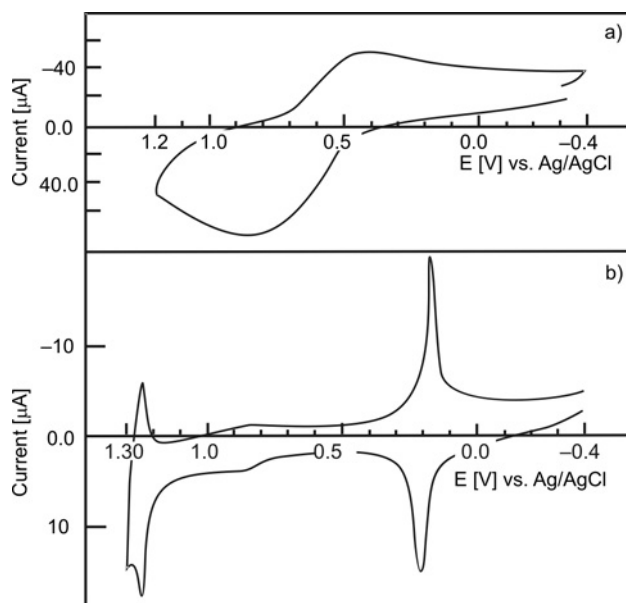 a)
Current [µA]
−40
0.0
40.0
1.2 1.0 0.5 0.0 −0.4
E [V] vs. Ag/AgCl
b)
Current [µA]
−10
0.0
10
1.30 1.0 0.5 0.0 −0.4
E [V] vs. Ag/AgCl